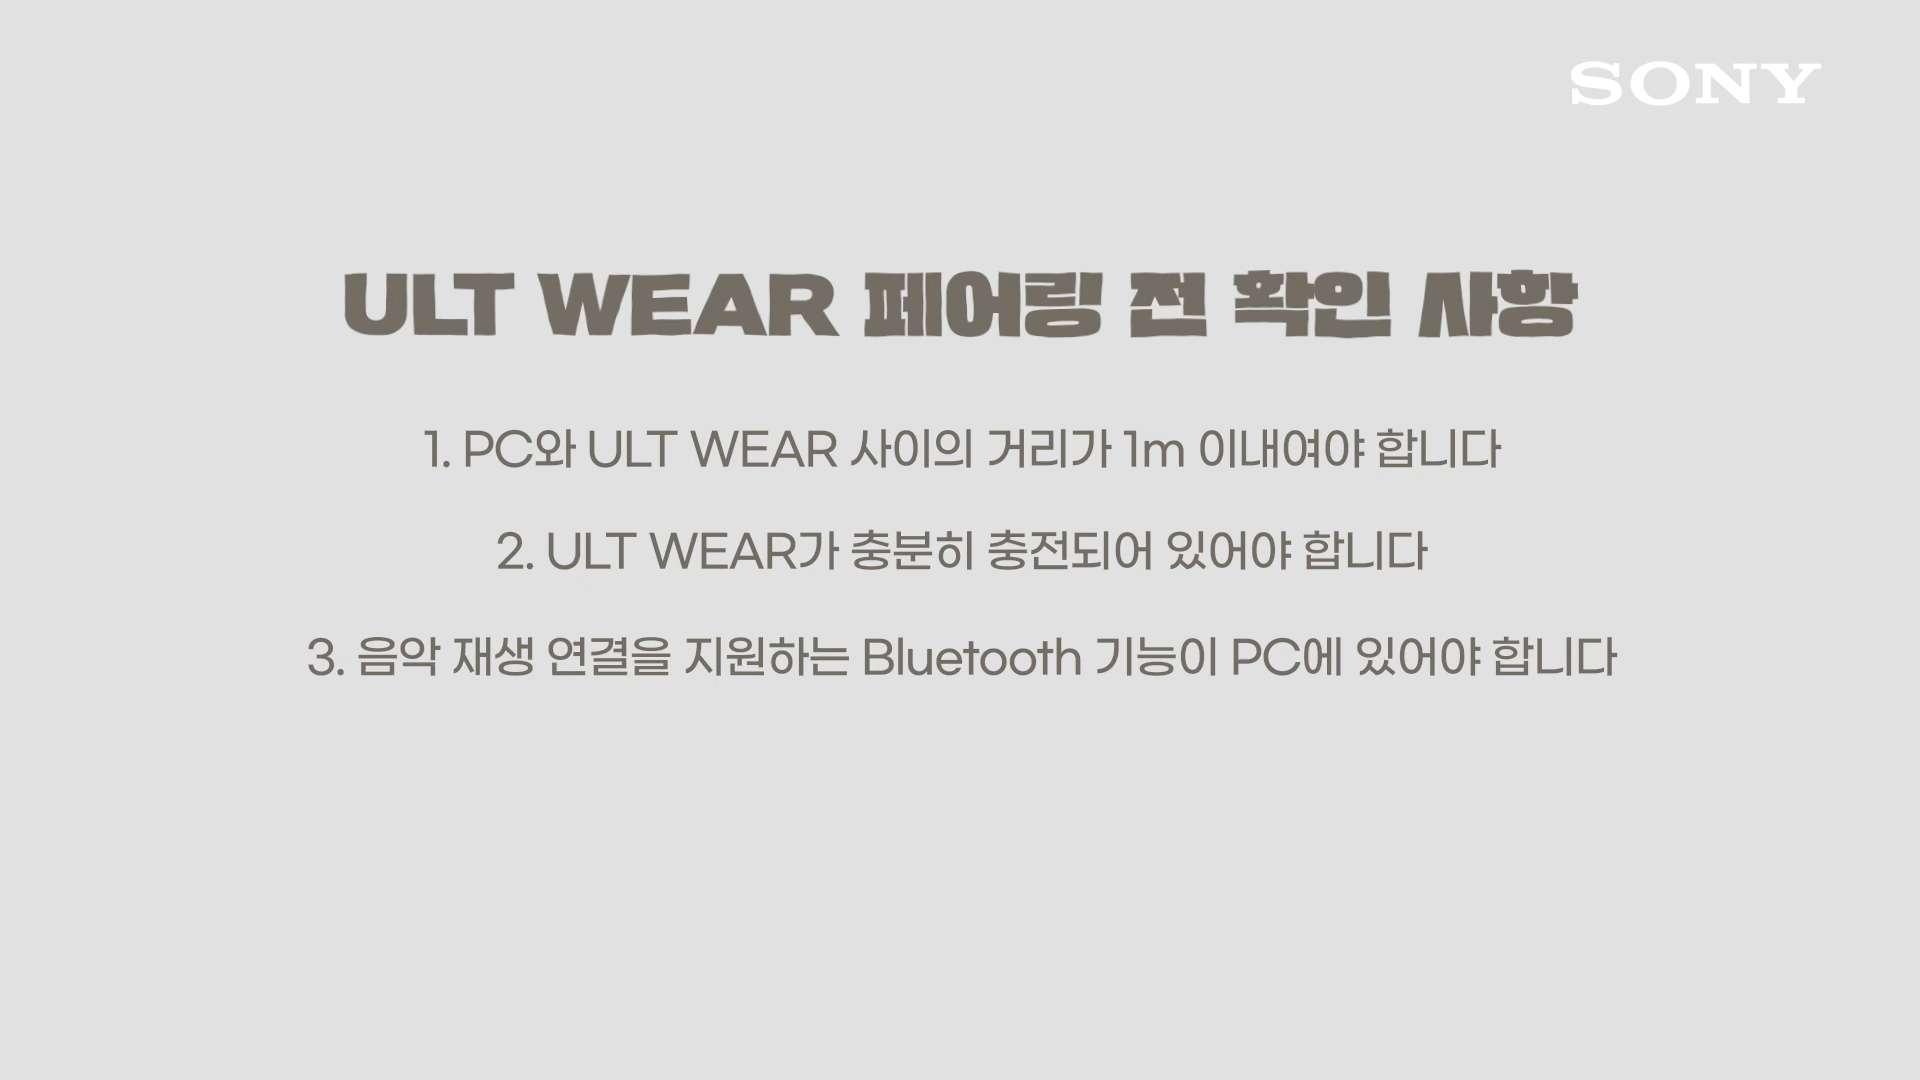 SONY
ULT WEAR 페어링 전 확인 사항
1. PC와 ULT WEAR 사이의 거리가 1m 이내여야 합니다
2. ULT WEAR가 충분히 충전되어 있어야 합니다
3. 음악 재생 연결을 지원하는 Bluetooth 기능이 PC에 있어야 합니다